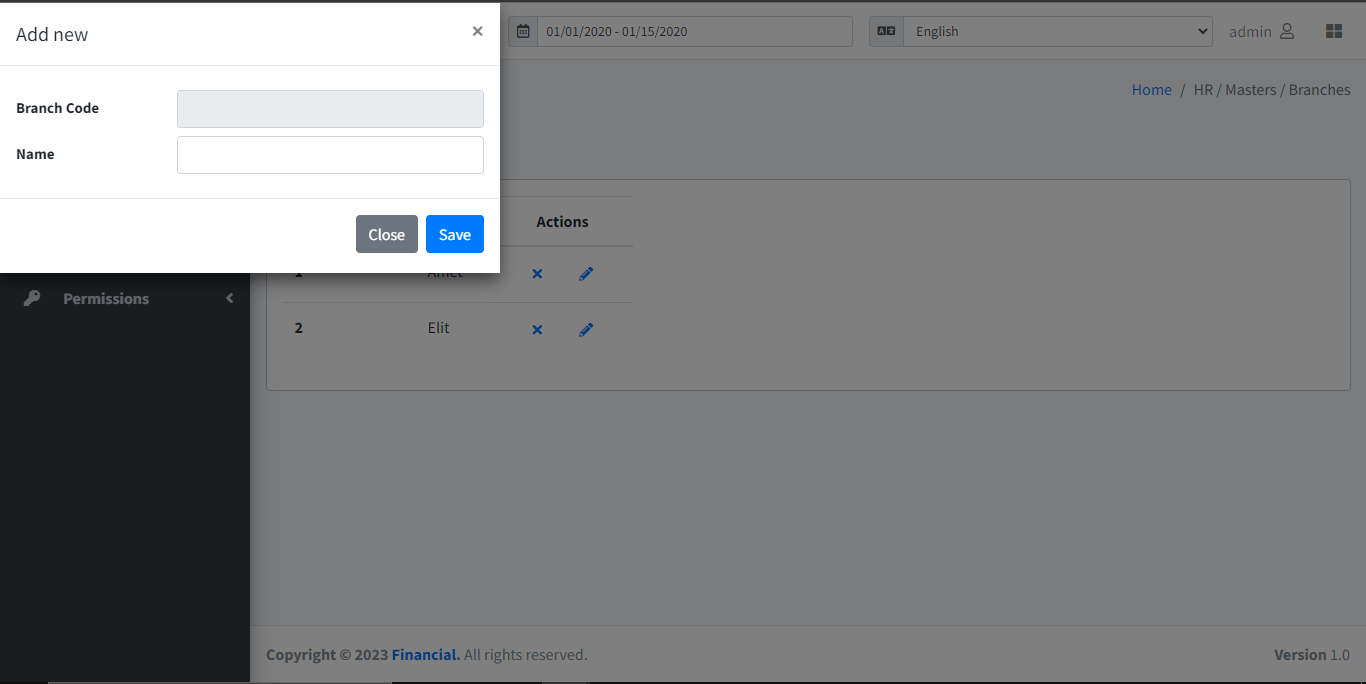 Add new ×
01/01/2020 - 01/15/2020
English
admin
Branch Code
Name
Close Save
Home / HR / Masters / Branches
Actions
1 Amet
2 Elit
Permissions
Copyright © 2023 Financial. All rights reserved.
Version 1.0